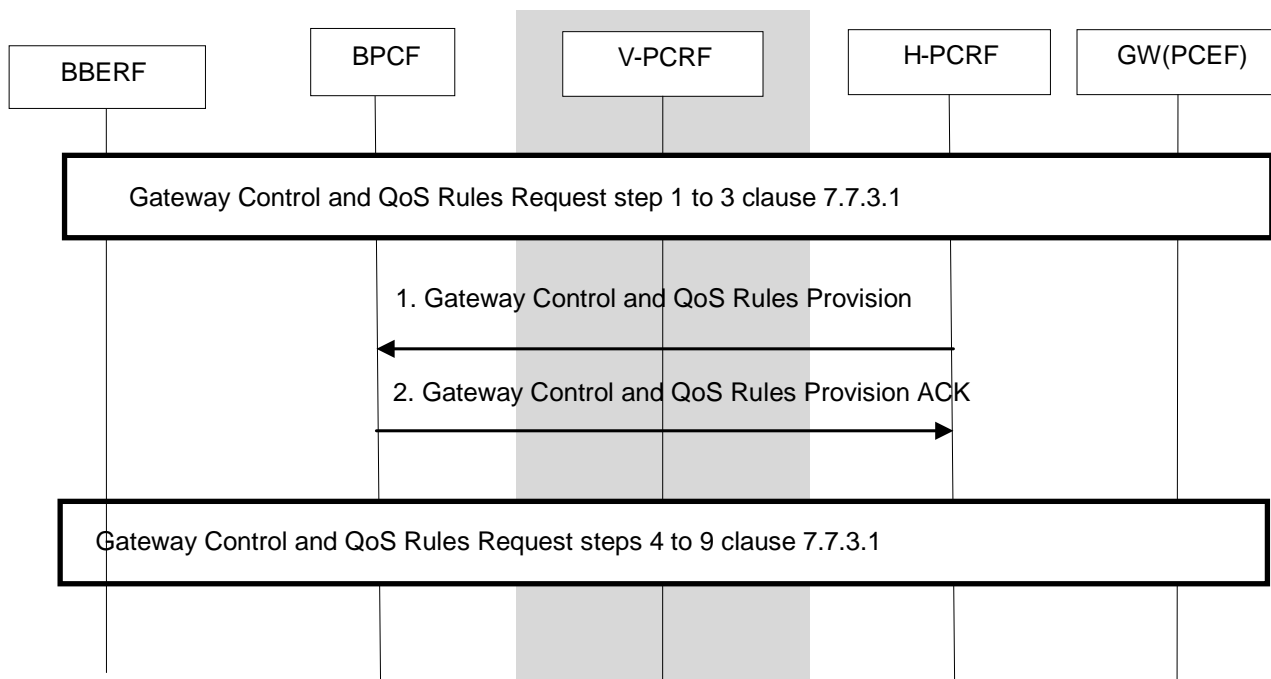 BBERF
BPCF
V-PCRF
H-PCRF
GW(PCEF)
Gateway Control and QoS Rules Request step 1 to 3 clause 7.7.3.1
1. Gateway Control and QoS Rules Provision
2. Gateway Control and QoS Rules Provision ACK
Gateway Control and QoS Rules Request steps 4 to 9 clause 7.7.3.1